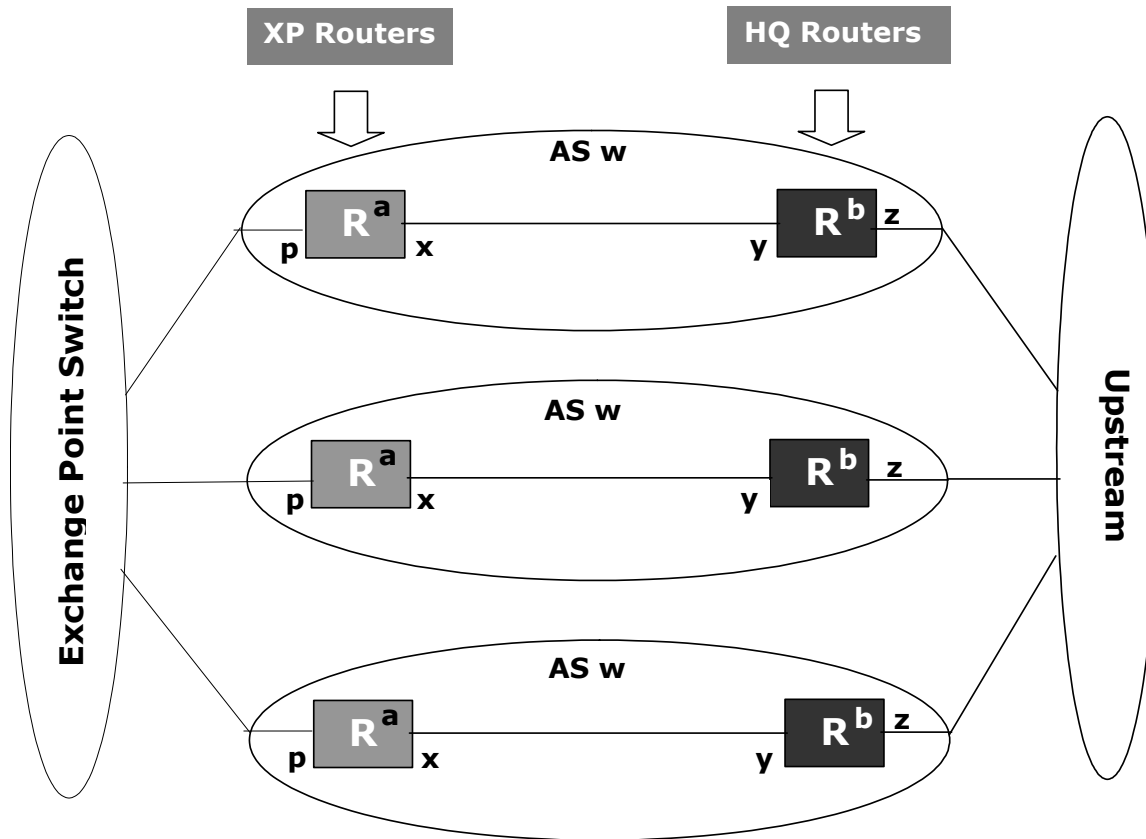 XP Routers
HQ Routers
AS w
R a
R b
z
p
x
y
Exchange Point Switch
AS w
R a
R b
z
p
x
y
Upstream
AS w
R a
R b
z
p
x
y